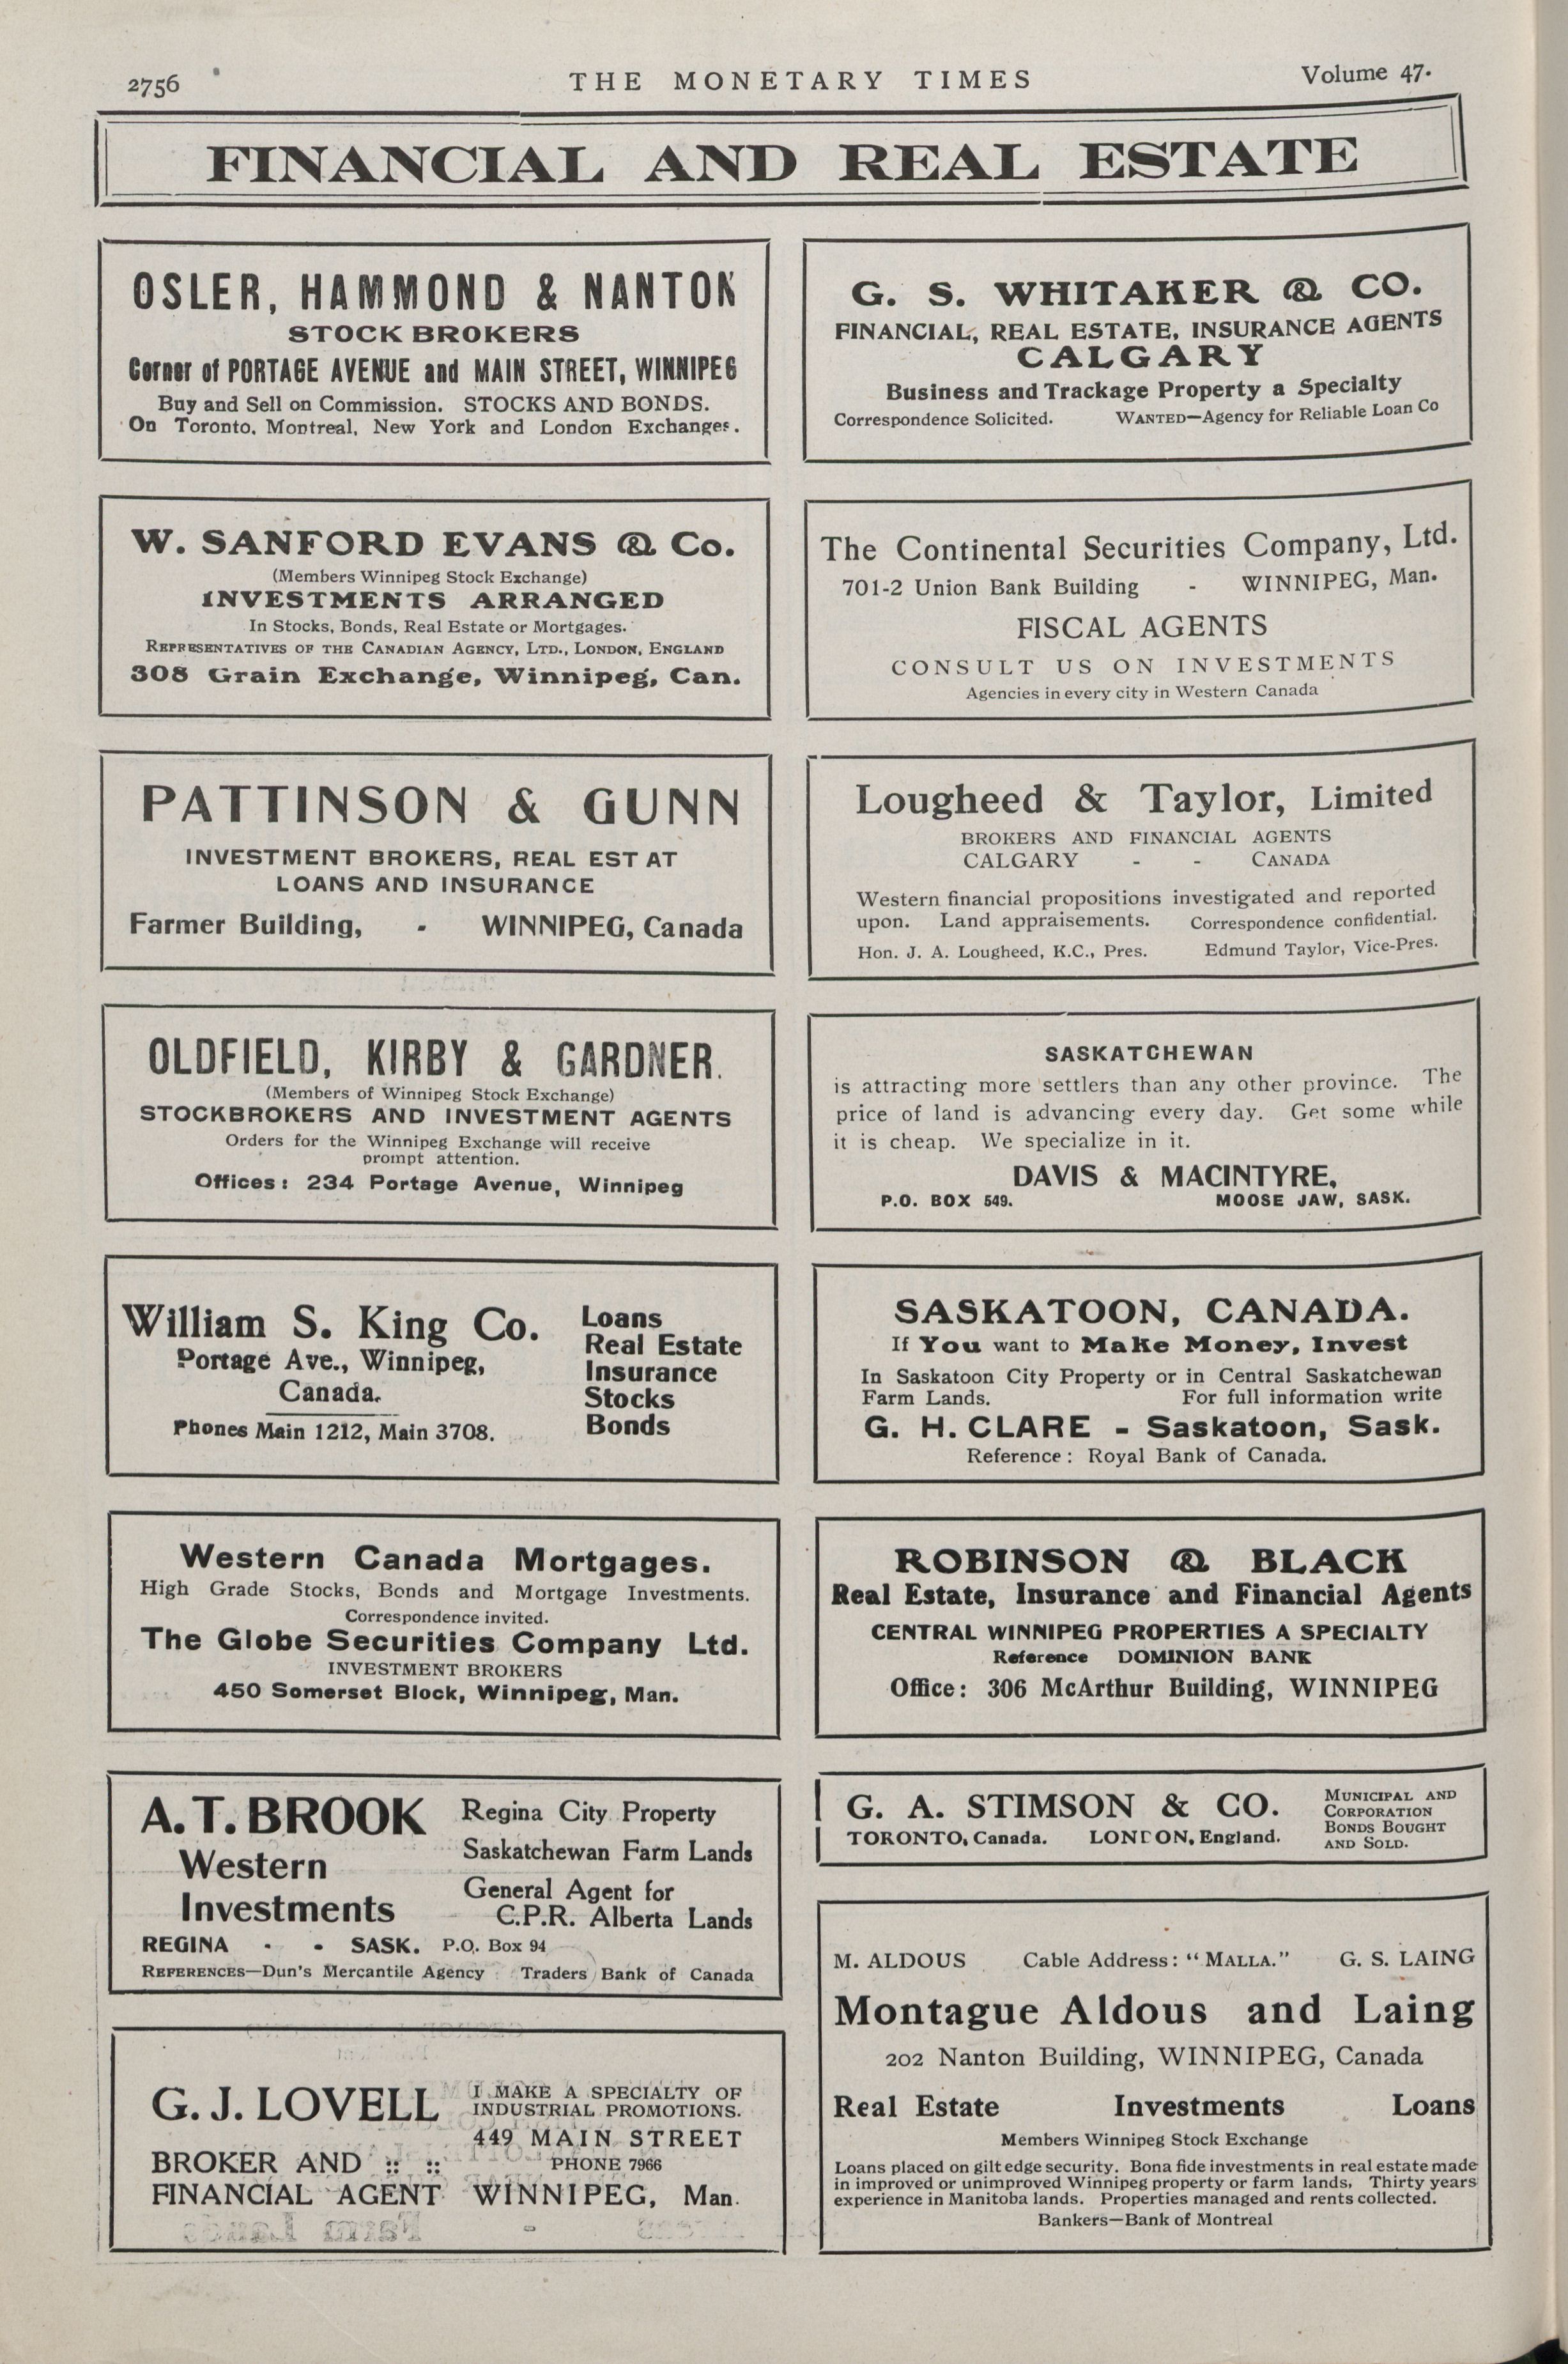 2756
THE MONETARY TIMES
Volume 47.
FINANCIAL AND REAL ESTATE
OSLER, HAMMOND & NANTON
STOCK BROKERS
Corner of PORTAGE AVENUE and MAIN STREET, WINNIPEG
Buy and Sell on Commission. STOCKS AND BONDS.
On Toronto, Montreal, New York and London Exchanges.
W. SANFORD EVANS & Co.
(Members Winnipeg Stock Exchange)
INVESTMENTS ARRANGED
In Stocks, Bonds, Real Estate or Mortgages.
REPRESENTATIVES OF THE CANADIAN AGENCY, LTD., LONDON, ENGLAND
308 Grain Exchange, Winnipeg, Can.
PATTINSON & GUNN
INVESTMENT BROKERS, REAL ESTAT
LOANS AND INSURANCE
Farmer Building, - WINNIPEG, Canada
OLDFIELD, KIRBY & GARDNER.
(Members of Winnipeg Stock Exchange)
STOCKBROKERS AND INVESTMENT AGENTS
Orders for the Winnipeg Exchange will receive
prompt attention.
Offices: 234 Portage Avenue, Winnipeg
William S. King Co.
Portage Ave., Winnipeg,
Canada.
Phones Main 1212, Main 3708.
Loans
Real Estate
Insurance
Stocks
Bonds
Western Canada Mortgages.
High Grade Stocks, Bonds and Mortgage Investments.
Correspondence invited.
The Globe Securities Company Ltd.
INVESTMENT BROKERS
450 Somerset Block, Winnipeg, Man.
A. T. BROOK
Western
Investments
Regina City Property
Saskatchewan Farm Lands
General Agent for
C.P.R. Alberta Lands
REGINA - - SASK. P.O. Box 94
REFERENCES—Dun's Mercantile Agency Traders Bank of Canada
G. J. LOVELL
BROKER AND :: ::
FINANCIAL AGENT
I MAKE A SPECIALTY OF
INDUSTRIAL PROMOTIONS.
449 MAIN STREET
PHONE 7966
WINNIPEG, Man.
G. S. WHITAKER & CO.
FINANCIAL, REAL ESTATE, INSURANCE AGENTS
CALGARY
Business and Trackage Property a Specialty
Correspondence Solicited. WANTED—Agency for Reliable Loan Co
The Continental Securities Company, Ltd.
701-2 Union Bank Building - WINNIPEG, Man.
FISCAL AGENTS
CONSULT US ON INVESTMENTS
Agencies in every city in Western Canada
Lougheed & Taylor, Limited
BROKERS AND FINANCIAL AGENTS
CALGARY - - CANADA
Western financial propositions investigated and reported
upon. Land appraisements. Correspondence confidential.
Hon. J. A. Lougheed, K.C., Pres. Edmund Taylor, Vice-Pres.
SASKATCHEWAN
is attracting more settlers than any other province. The
price of land is advancing every day. Get some while
it is cheap. We specialize in it.
DAVIS & MACINTYRE,
P.O. BOX 549. MOOSE JAW, SASK.
SASKATOON, CANADA.
If You want to Make Money, Invest
In Saskatoon City Property or in Central Saskatchewan
Farm Lands. For full information write
G. H. CLARE - Saskatoon, Sask.
Reference: Royal Bank of Canada.
ROBINSON & BLACK
Real Estate, Insurance and Financial Agents
CENTRAL WINNIPEG PROPERTIES A SPECIALTY
Reference DOMINION BANK
Office: 306 McArthur Building, WINNIPEG
G. A. STIMSON & CO.
TORONTO, Canada. LONDON, England.
MUNICIPAL AND
CORPORATION
BONDS BOUGHT
AND SOLD.
M. ALDOUS Cable Address: "MALLA." G. S. LAING
Montague Aldous and Laing
202 Nanton Building, WINNIPEG, Canada
Real Estate Investments Loans
Members Winnipeg Stock Exchange
Loans placed on gilt edge security. Bona fide investments in real estate made
in improved or unimproved Winnipeg property or farm lands. Thirty years
experience in Manitoba lands. Properties managed and rents collected.
Bankers—Bank of Montreal